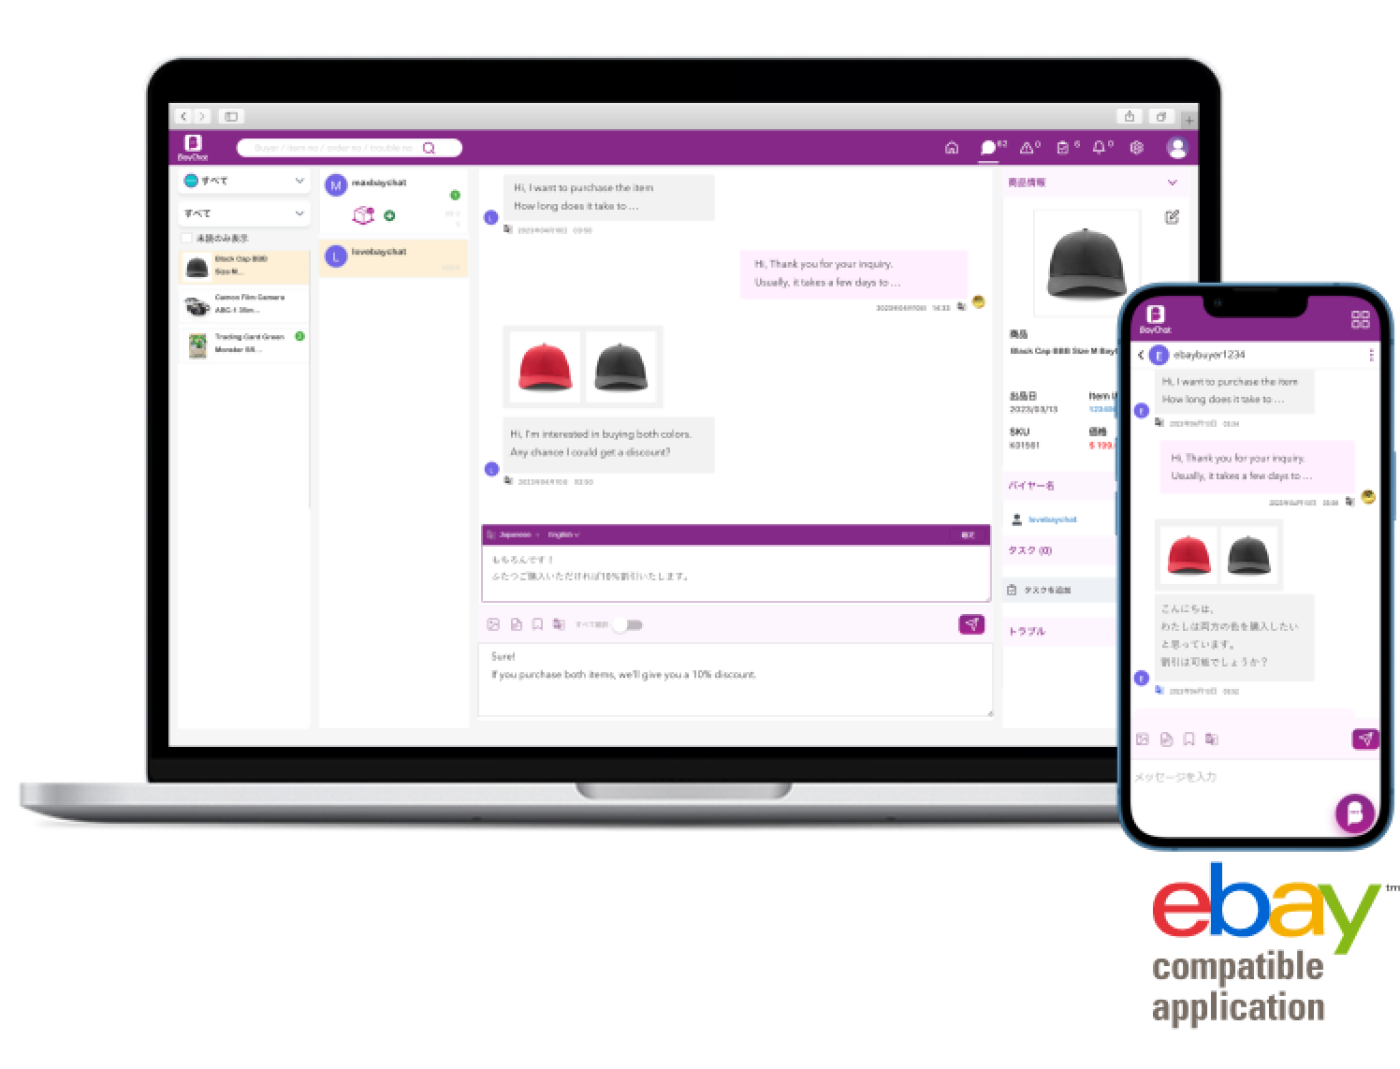 BayChat
Buyer / item no / order no / trouble no
62
0
6
0
すべて
すべて
未読のみ表示
Black Cap BBB
Size M...
Camon Film Camera
ABC-1 35m...
Trading Card Green
Monster SS...
M
maxbaychat
L
lovebaychat
Hi, I want to purchase the item
How long does it take to ...
L
Hi, Thank you for your inquiry.
Usually, it takes a few days to ...
Hi, I'm interested in buying both colors.
Any chance I could get a discount?
L
Japanese
English
もちろんです！
ふたつご購入いただければ10%割引いたします。
Sure!
If you purchase both items, we'll give you a 10% discount.
商品情報
商品
Black Cap BBB Size M Bay
出品日
Item
2023/03/13
SKU
価格
K01561
バイヤー名
lovebaychat
タスク (0)
タスクを追加
トラブル
BayChat
E
ebaybuyer1234
Hi, I want to purchase the item
How long does it take to ...
E
Hi, Thank you for your inquiry.
Usually, it takes a few days to ...
こんにちは、
わたしは両方の色を購入したい
と思っています。
割引は可能でしょうか？
E
メッセージを入力
ebay
™
compatible
application